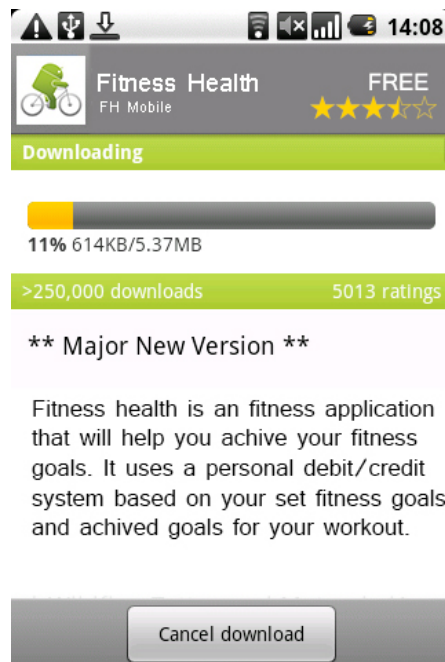 14:08
Fitness Health
FREE
FH Mobile
Downloading
11% 614KB/5.37MB
>250,000 downloads 5013 ratings
** Major New Version **
Fitness health is an fitness application
that will help you achive your fitness
goals. It uses a personal debit/credit
system based on your set fitness goals
and achived goals for your workout.
Cancel download